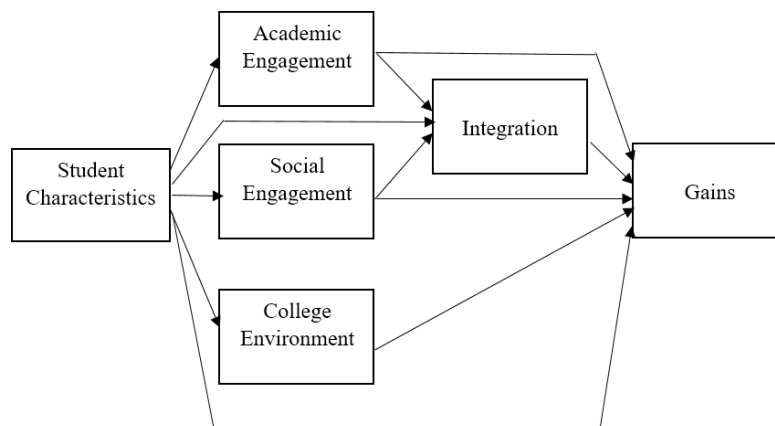 Academic
Engagement
Integration
Student
Characteristics
Social
Engagement
Gains
College
Environment